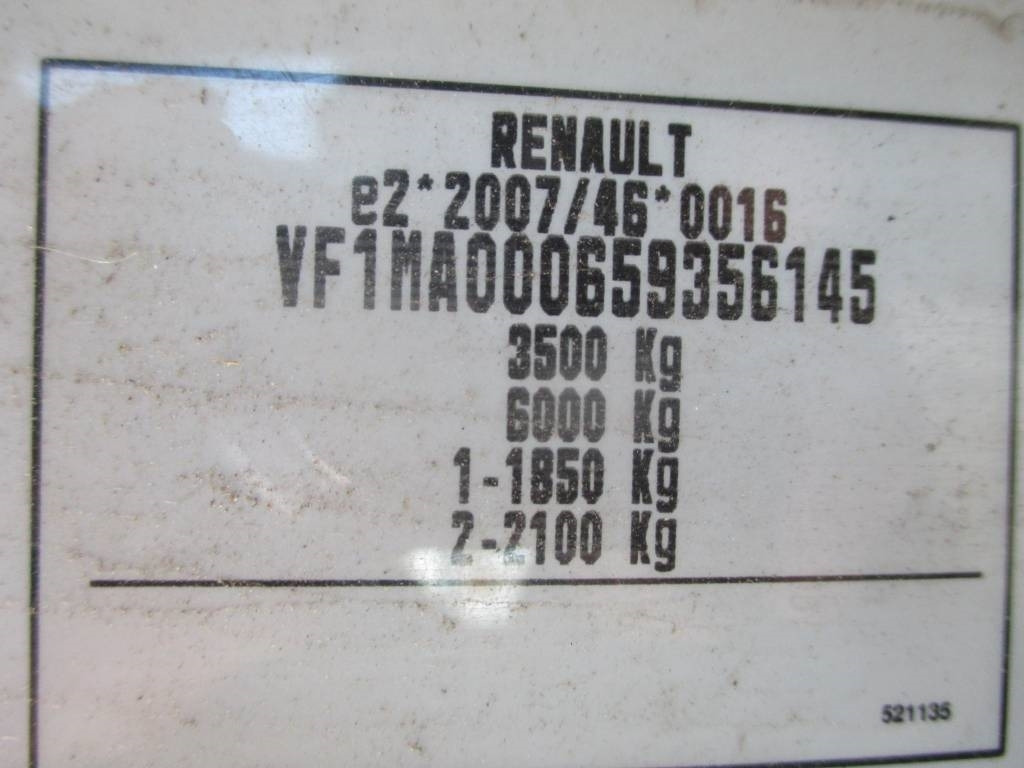 RENAULT
e2*2007/46*0016
VF1MA000659356145
3500 Kg
6000 Kg
1-1850 Kg
2-2100 Kg
521135